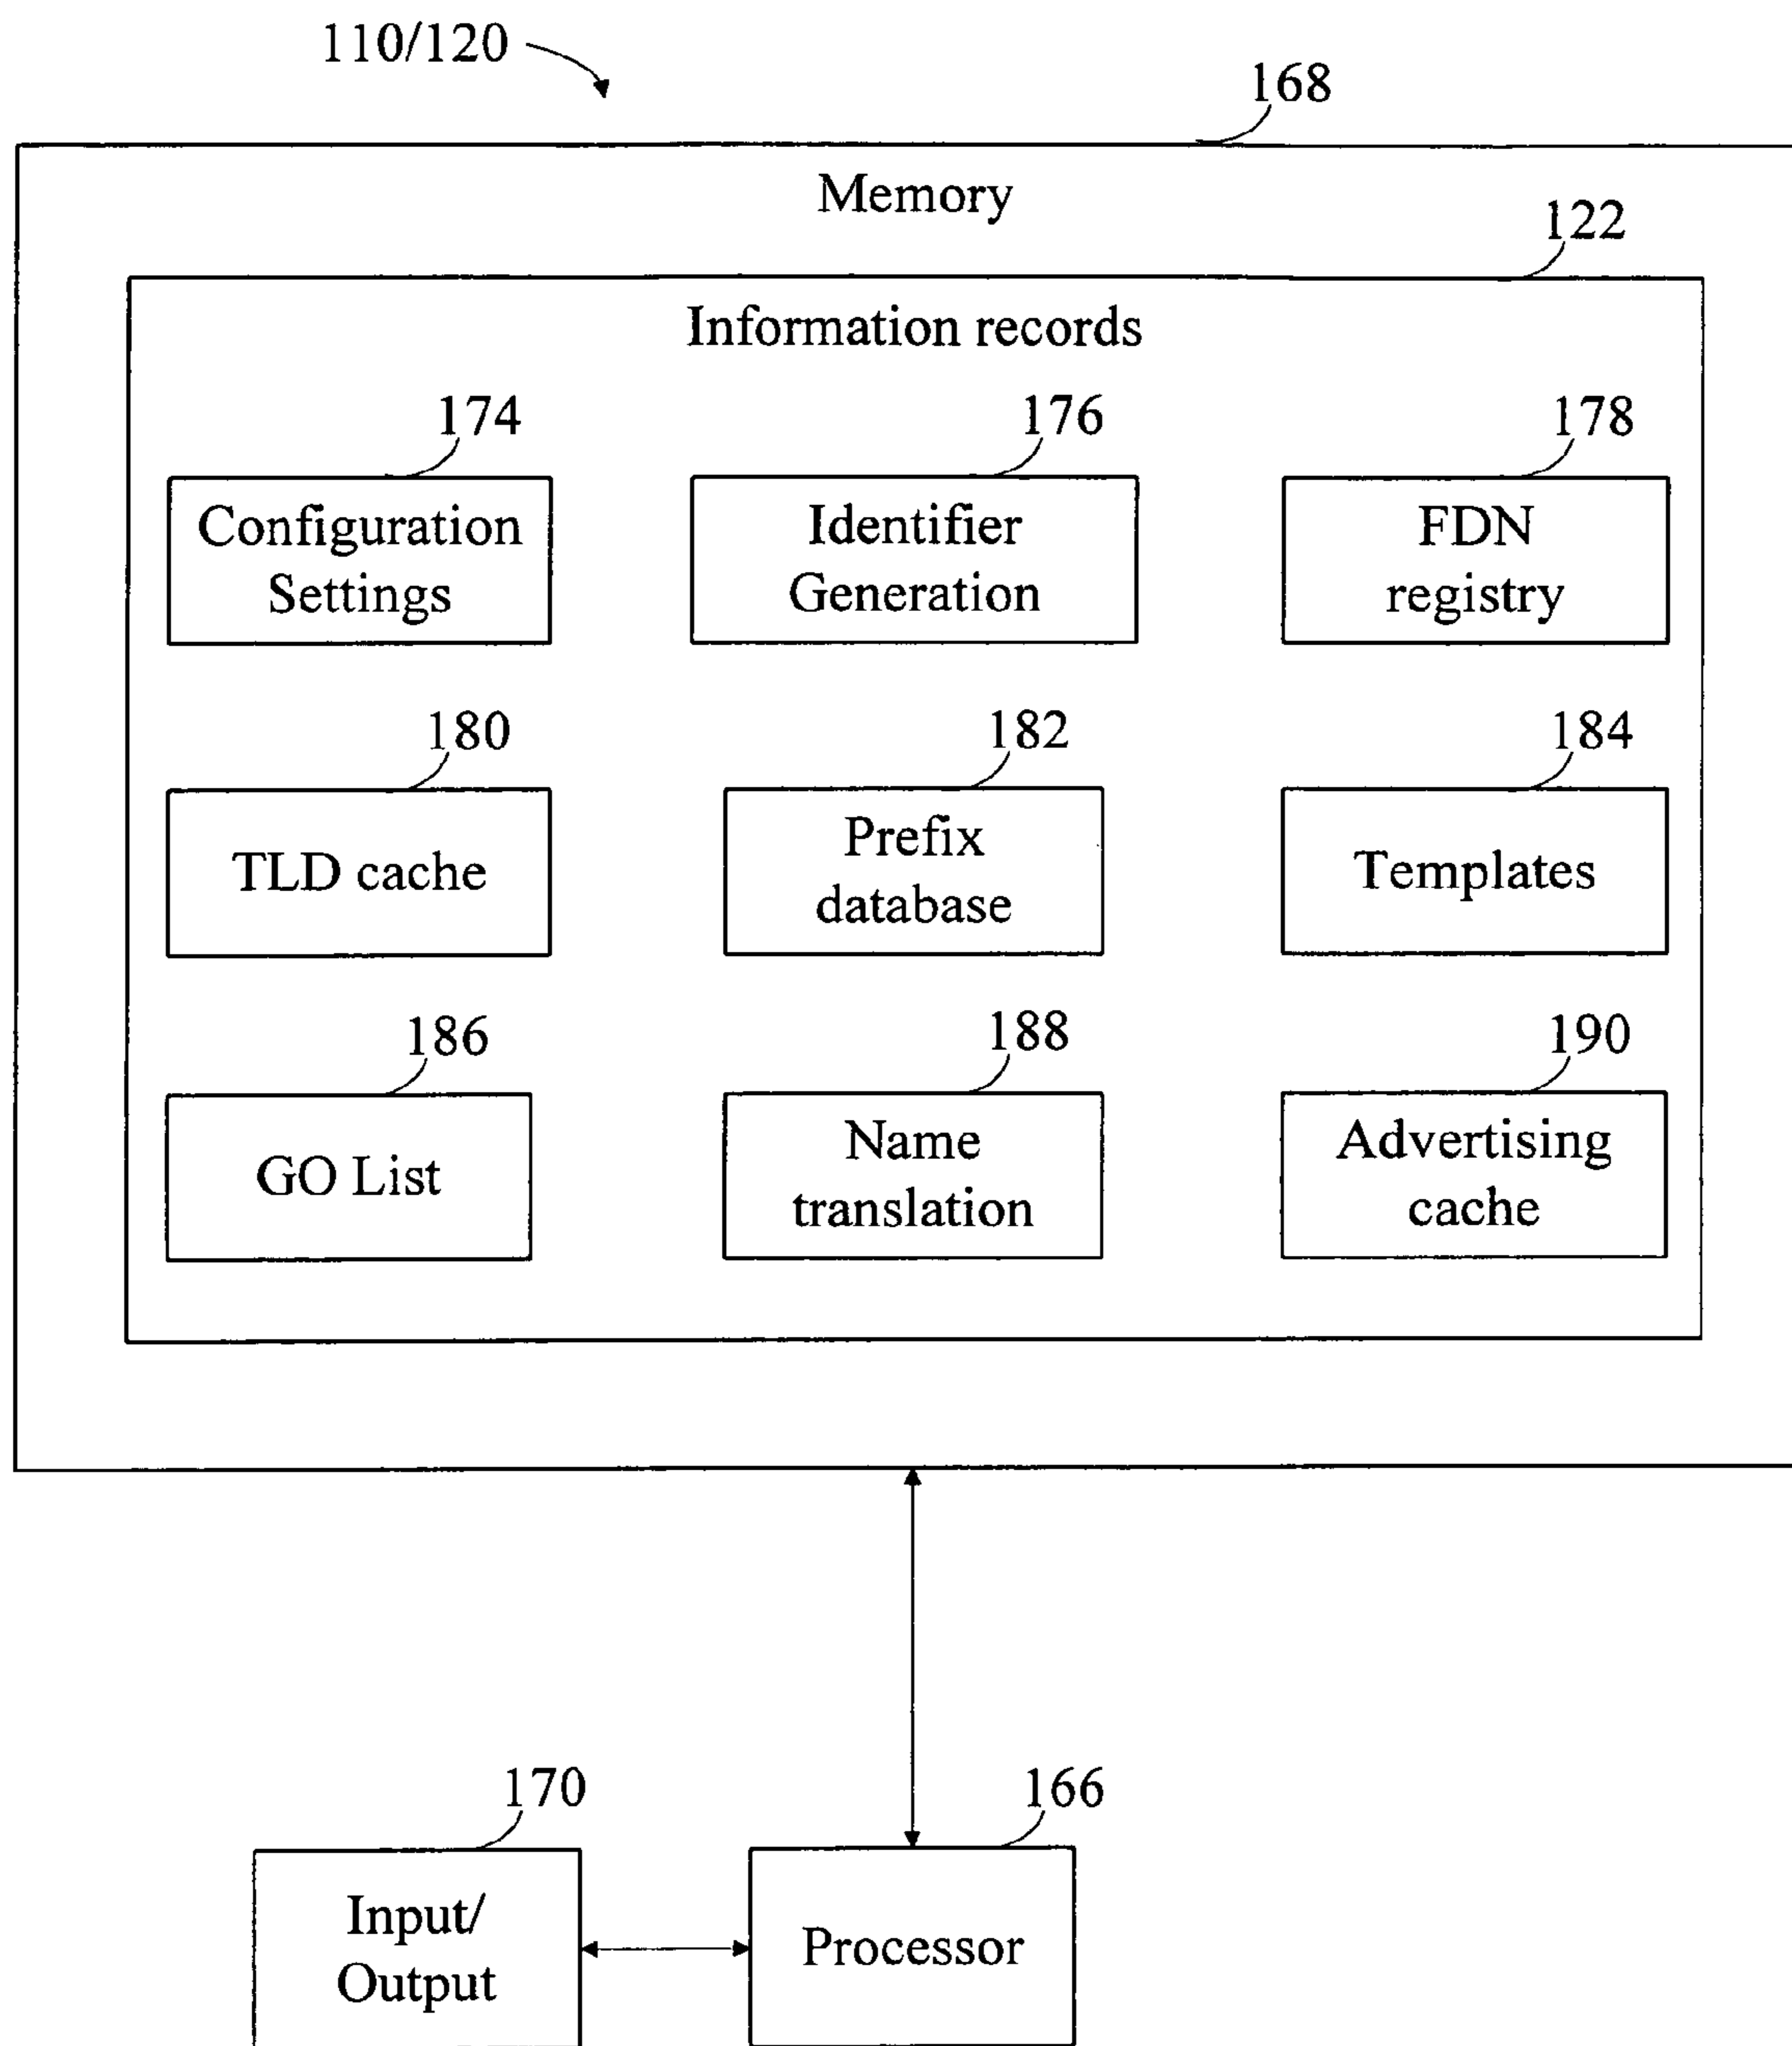 110/120
168
Memory
122
Information records
174
176
178
Configuration
Settings
Identifier
Generation
FDN
registry
180
182
184
TLD cache
Prefix
database
Templates
186
188
190
GO List
Name
translation
Advertising
cache
170
166
Input/
Output
Processor